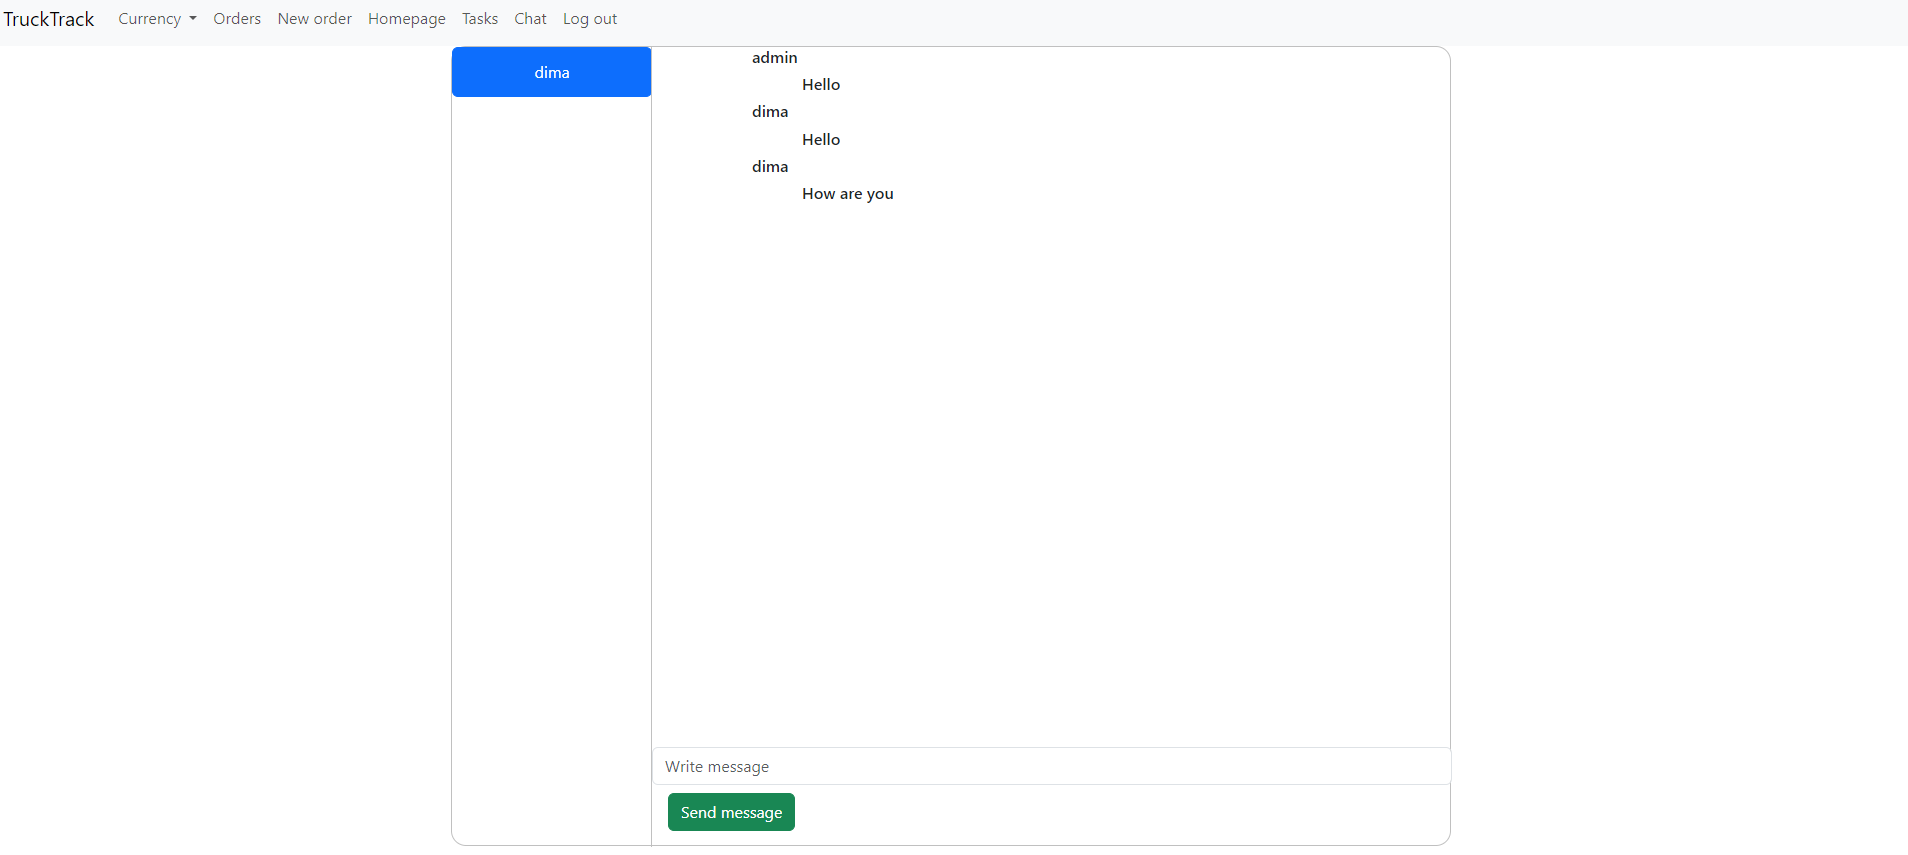 TruckTrack Currency Orders New order Homepage Tasks Chat Log out
dima
admin
Hello
dima
Hello
dima
How are you
Write message
Send message